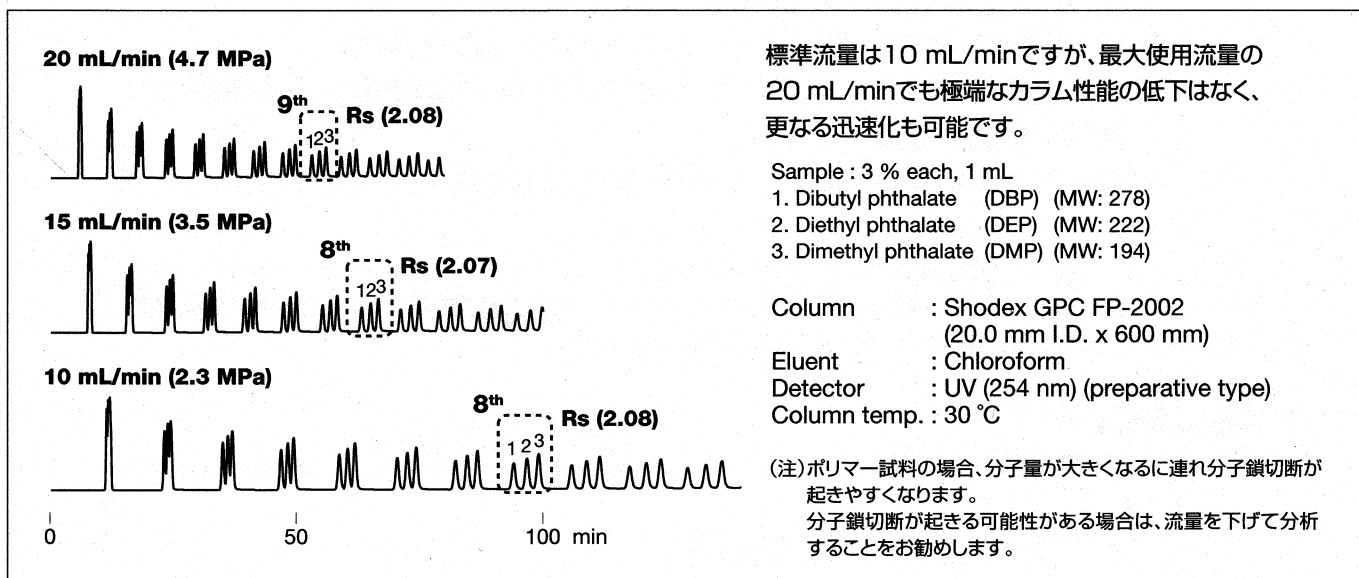 20 mL/min (4.7 MPa)
9th
Rs (2.08)
123
15 mL/min (3.5 MPa)
8th
Rs (2.07)
123
10 mL/min (2.3 MPa)
8th
Rs (2.08)
1 2 3
0 50 100 min
標準流量は10 mL/minですが、最大使用流量の
20 mL/minでも極端なカラム性能の低下はなく、
更なる迅速化も可能です。
Sample : 3 % each, 1 mL
1. Dibutyl phthalate (DBP) (MW: 278)
2. Diethyl phthalate (DEP) (MW: 222)
3. Dimethyl phthalate (DMP) (MW: 194)
Column : Shodex GPC FP-2002
(20.0 mm I.D. x 600 mm)
Eluent : Chloroform
Detector : UV (254 nm) (preparative type)
Column temp. : 30 ℃
(注)ポリマー試料の場合、分子量が大きくなるに連れ分子鎖切断が
起きやすくなります。
分子鎖切断が起きる可能性がある場合は、流量を下げて分析
することをお勧めします。